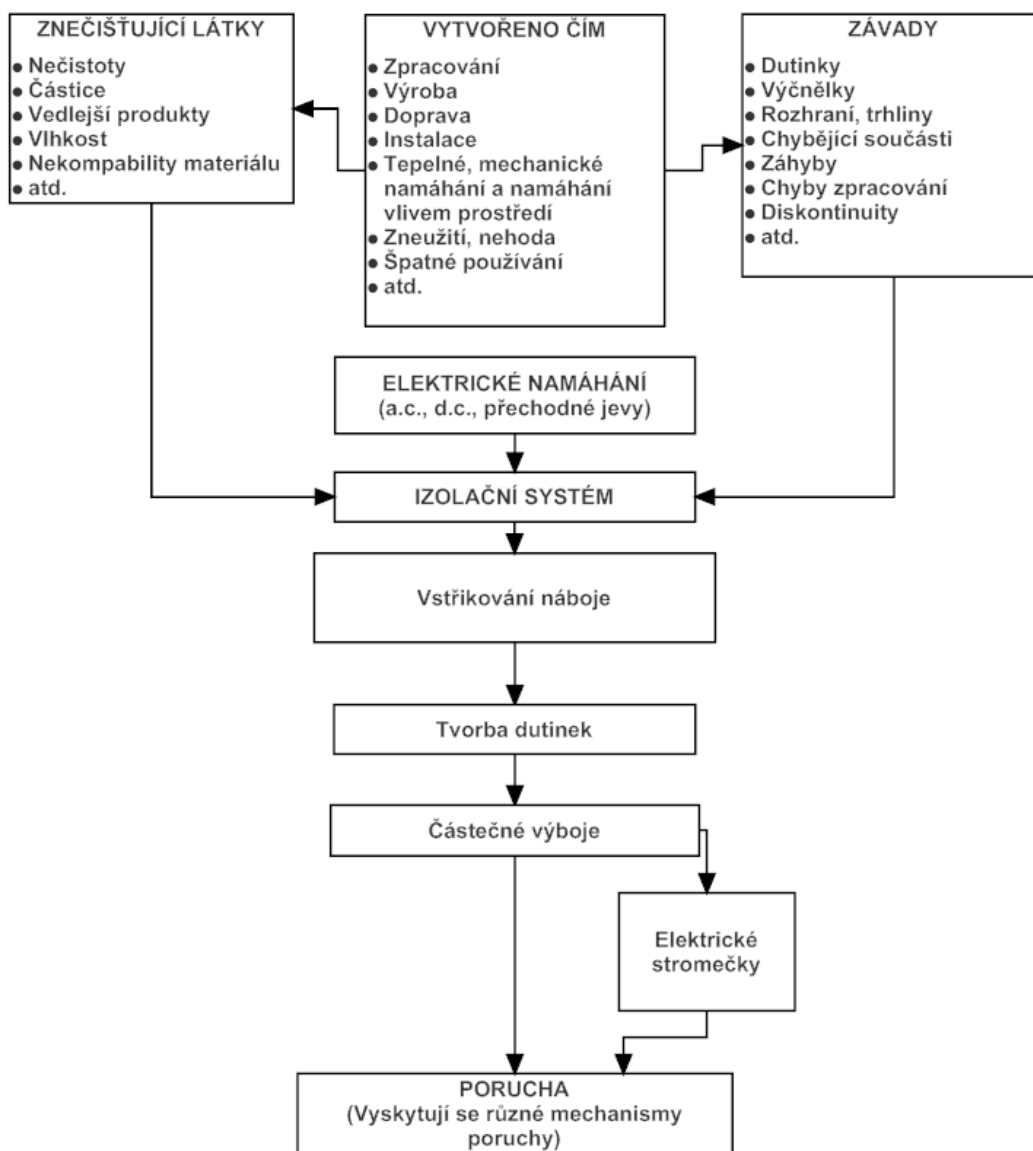 ZNEČIŠŤUJÍCÍ LÁTKY
● Nečistoty
● Částice
● Vedlejší produkty
● Vlhkost
● Nekompability materiálu
● atd.
VYTVOŘENO ČÍM
● Zpracování
● Výroba
● Doprava
● Instalace
● Tepelné, mechanické
namáhání a namáhání
vlivem prostředí
● Zneužití, nehoda
● Špatné používání
● atd.
ZÁVADY
● Dutinky
● Výčnělky
● Rozhraní, trhliny
● Chybějící součásti
● Záhyby
● Chyby zpracování
● Diskontinuity
● atd.
ELEKTRICKÉ NAMÁHÁNÍ
(a.c., d.c., přechodné jevy)
IZOLAČNÍ SYSTÉM
Vstřikování náboje
Tvorba dutinek
Částečné výboje
Elektrické
stromečky
PORUCHA
(Vyskytují se různé mechanismy
poruchy)